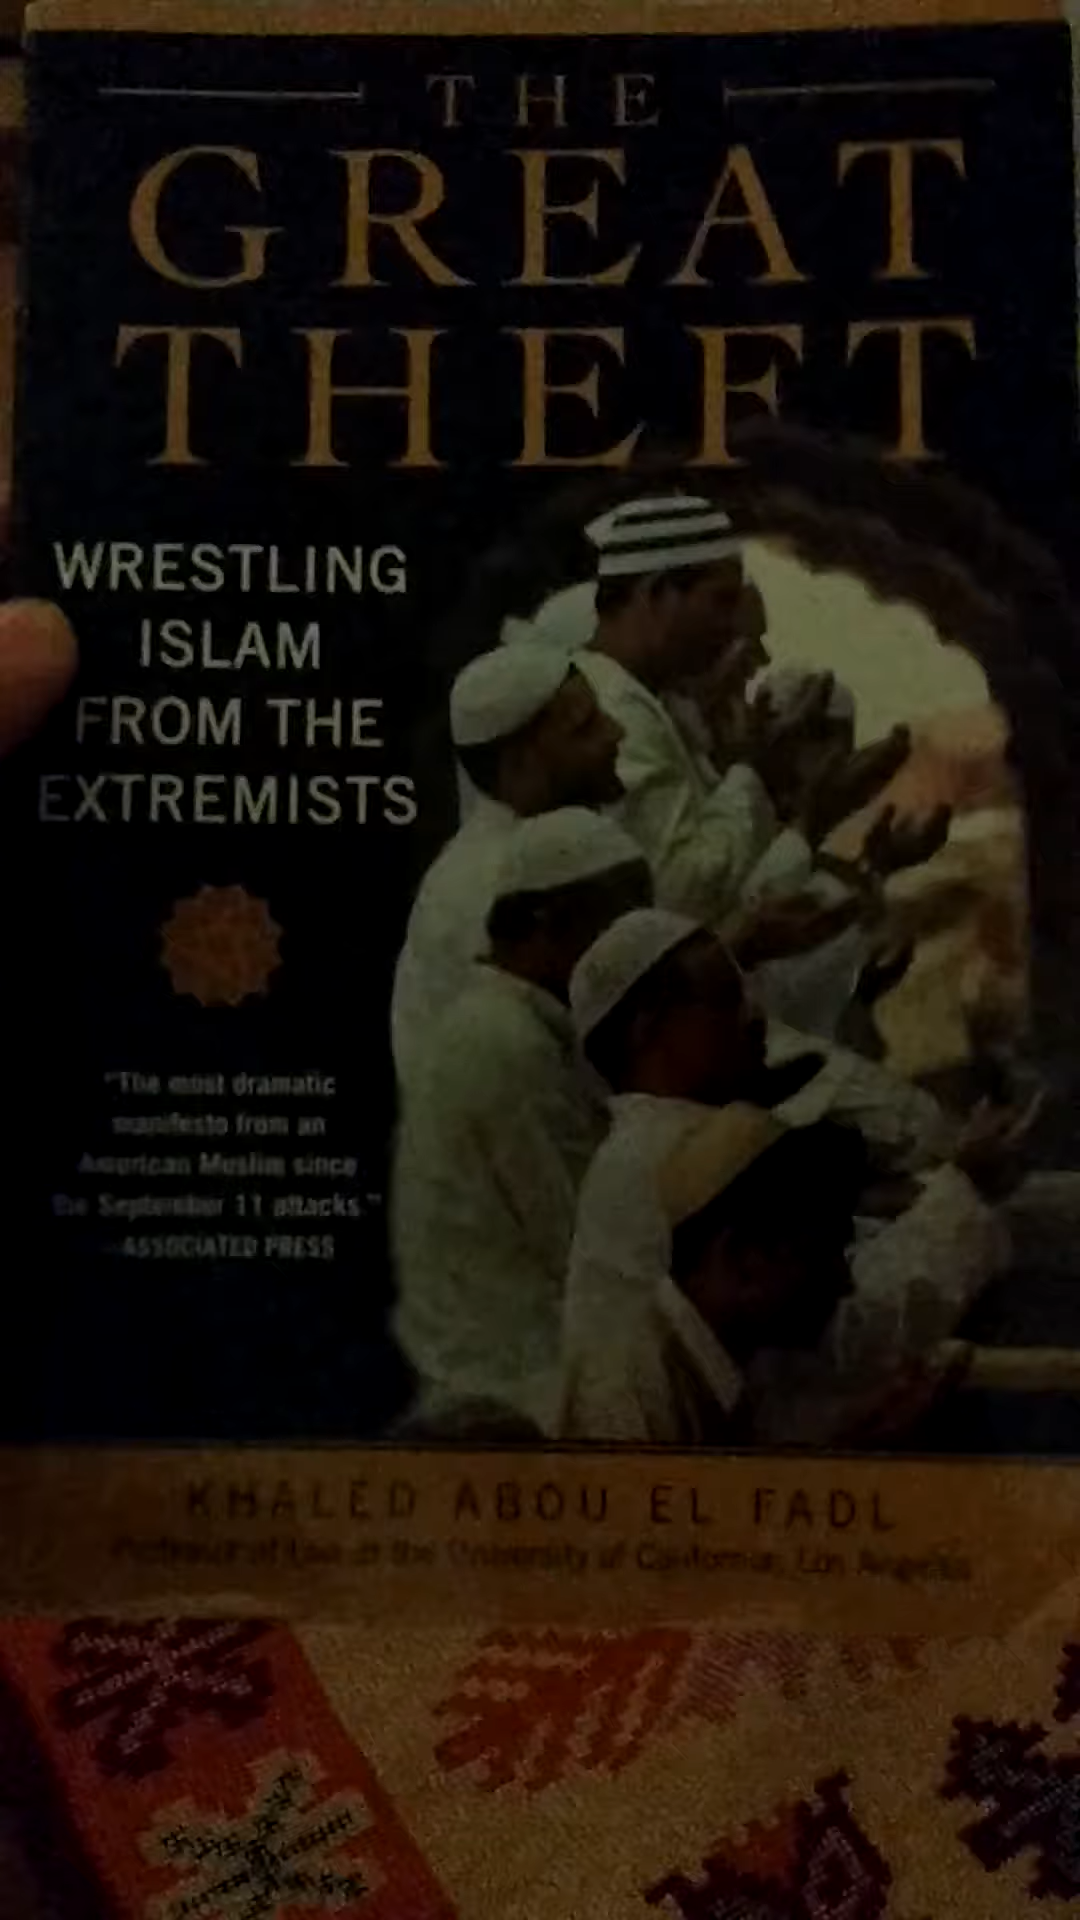 THE
GREAT
THEFT
WRESTLING
ISLAM
FROM THE
EXTREMISTS
"The most dramatic
manifesto from an
American Muslim since
the September 11 attacks."
—ASSOCIATED PRESS
KHALED ABOU EL FADL
Professor of Law at the University of California, Los Angeles